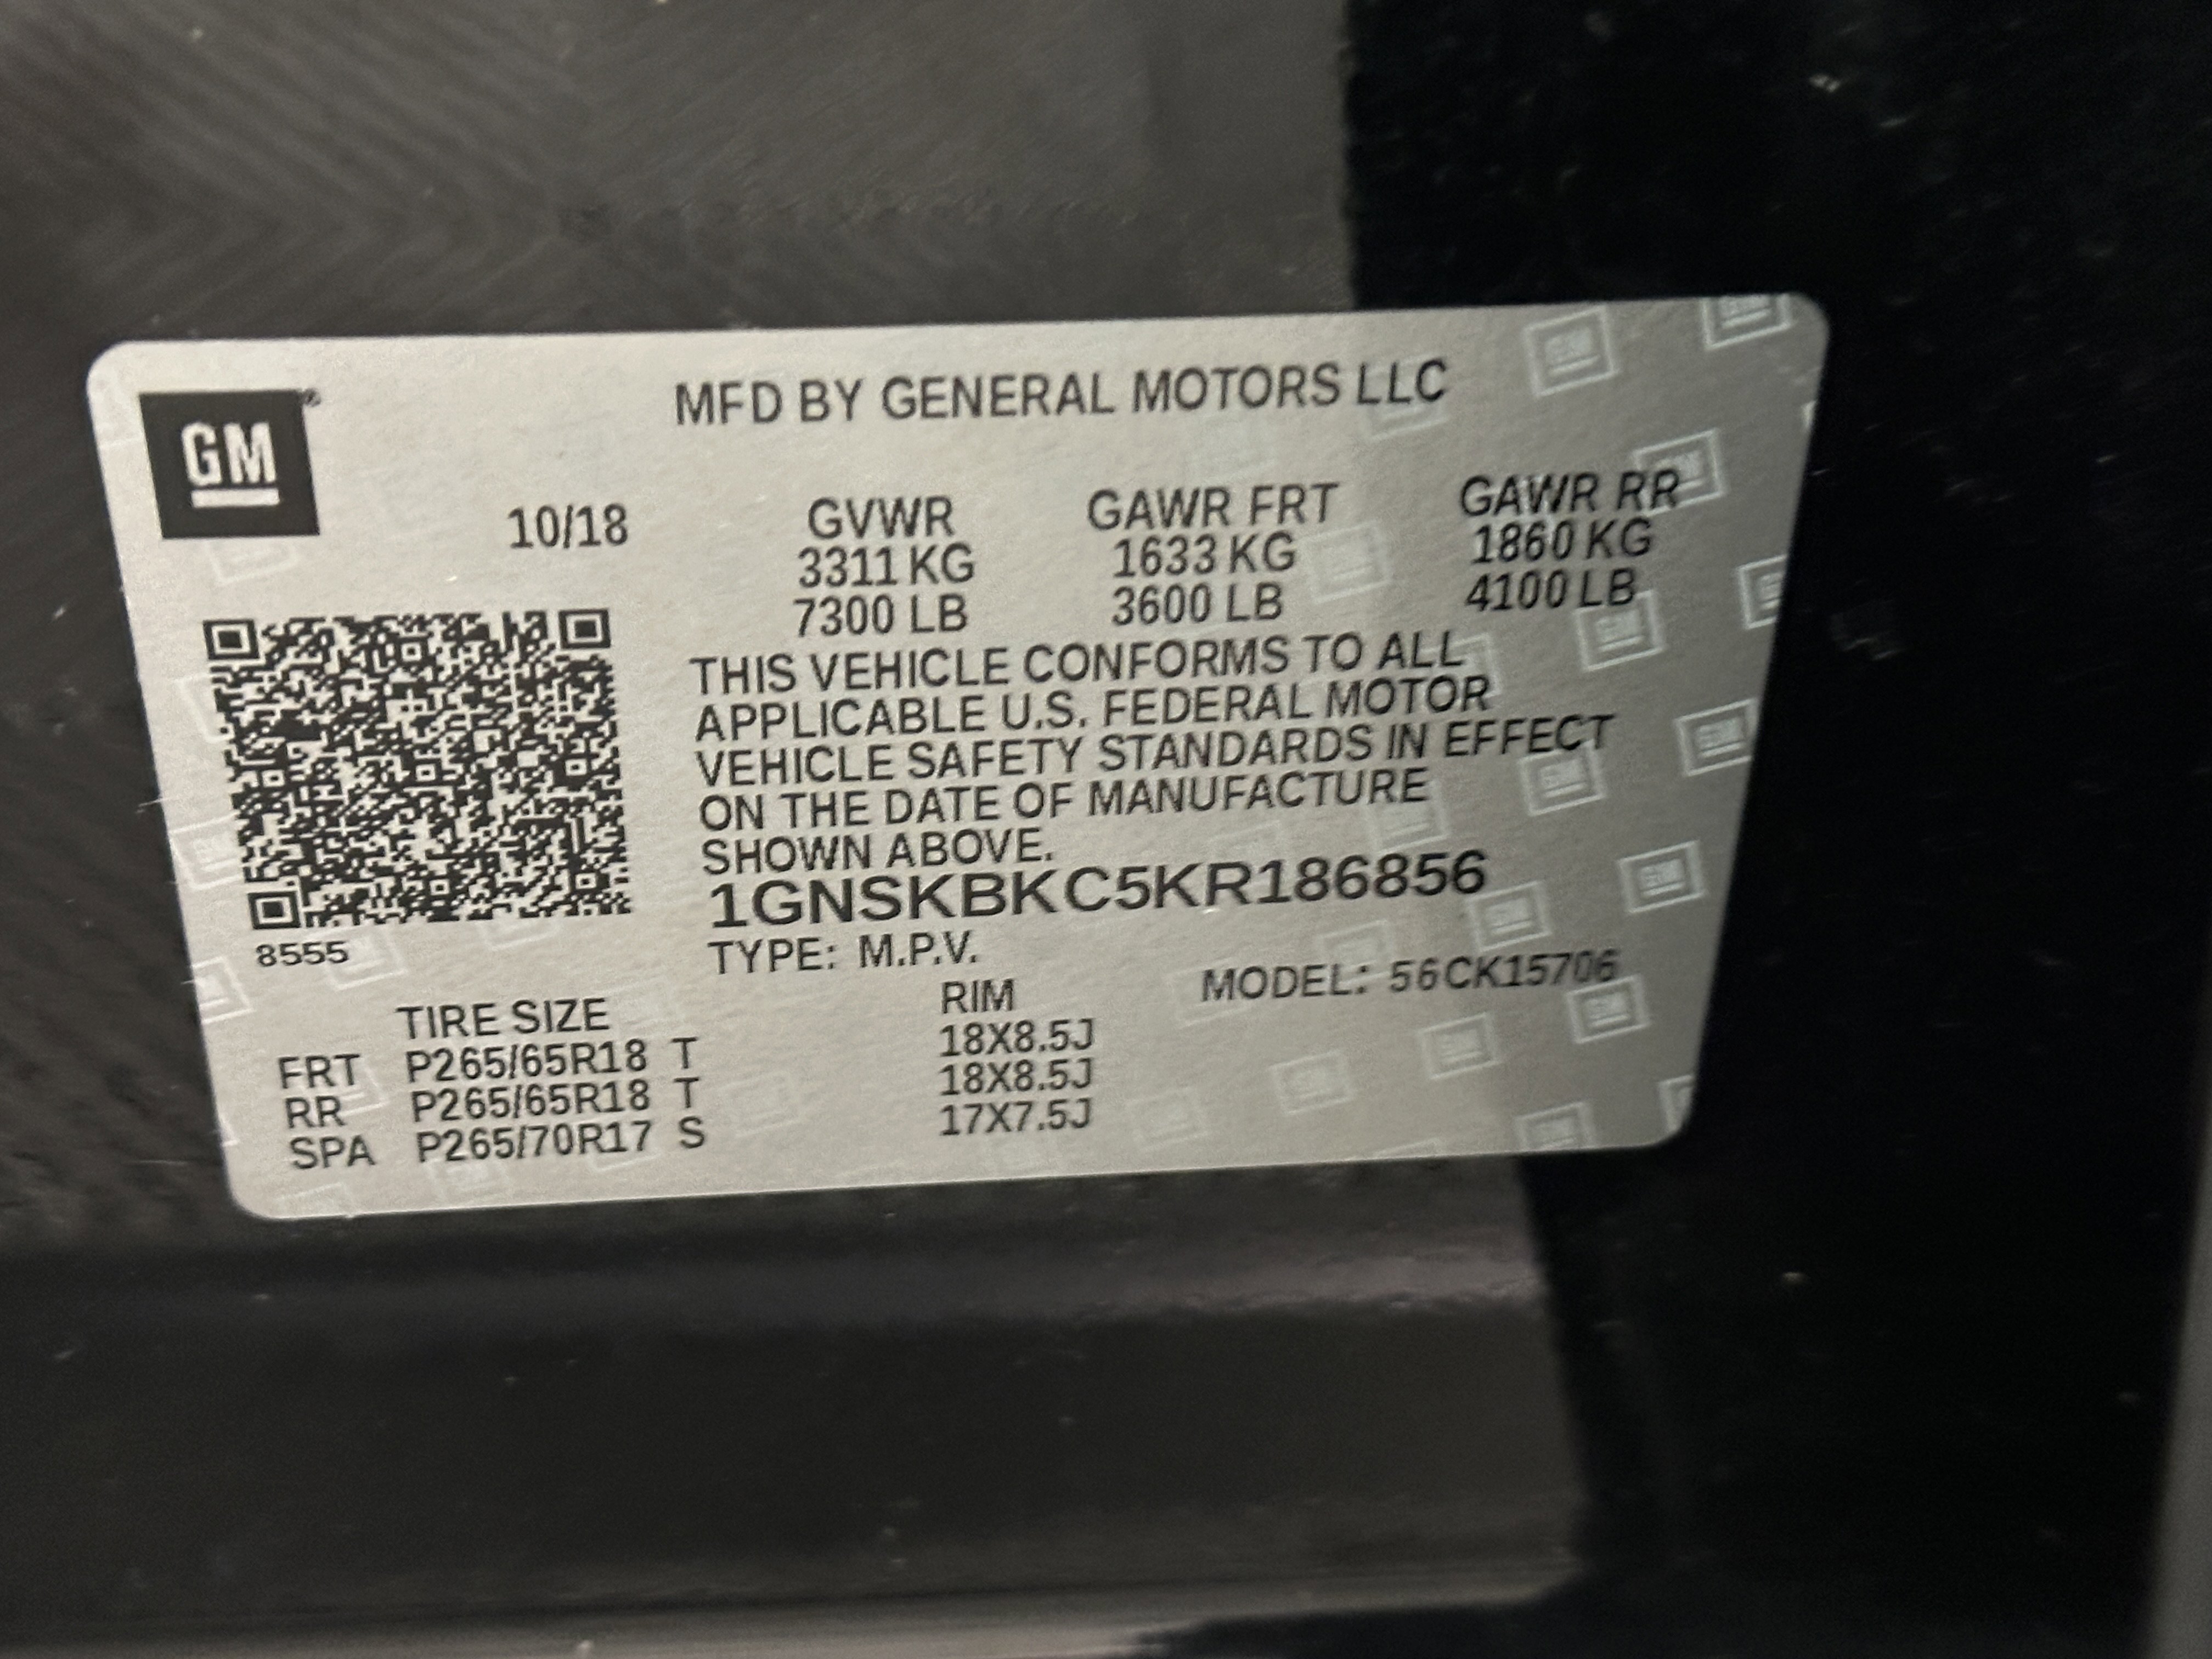 GM
MFD BY GENERAL MOTORS LLC
10/18
GVWR GAWR FRT GAWR RR
3311 KG 1633 KG 1860 KG
7300 LB 3600 LB 4100 LB
THIS VEHICLE CONFORMS TO ALL
APPLICABLE U.S. FEDERAL MOTOR
VEHICLE SAFETY STANDARDS IN EFFECT
ON THE DATE OF MANUFACTURE
SHOWN ABOVE.
1GNSKBKC5KR186856
8555
TYPE: M.P.V. MODEL: 56CK15706
TIRE SIZE RIM
FRT P265/65R18 T 18X8.5J
RR P265/65R18 T 18X8.5J
SPA P265/70R17 S 17X7.5J